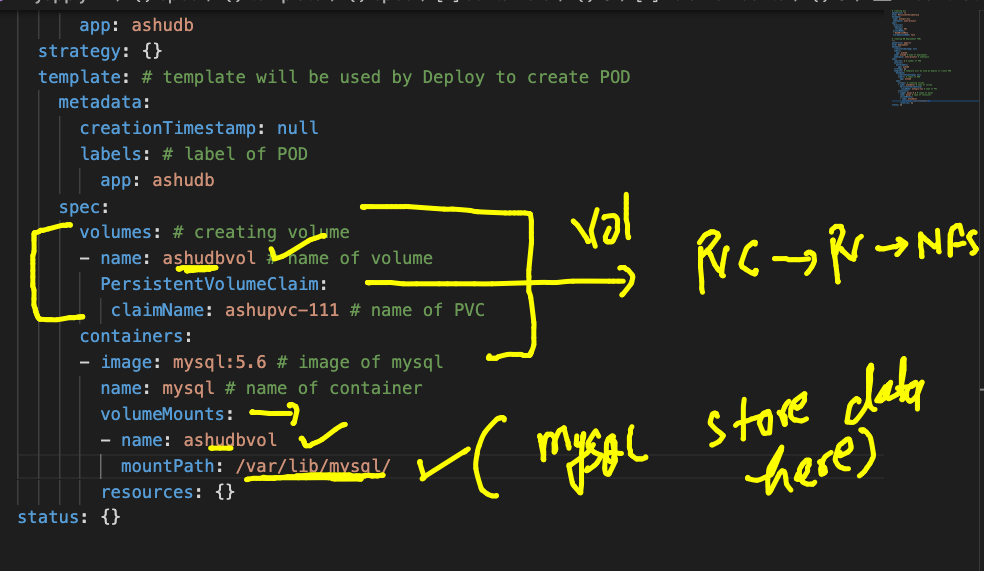 app: ashudb
strategy: {}
template: # template will be used by Deploy to create POD
metadata:
creationTimestamp: null
labels: # label of POD
app: ashudb
spec:
volumes: # creating volume
- name: ashudbvol # name of volume
PersistentVolumeClaim:
claimName: ashupvc-111 # name of PVC
containers:
- image: mysql:5.6 # image of mysql
name: mysql # name of container
volumeMounts:
- name: ashudbvol
mountPath: /var/lib/mysql/
resources: {}
status: {}
vol
PVC → PV → NFS
(mysql store data here)